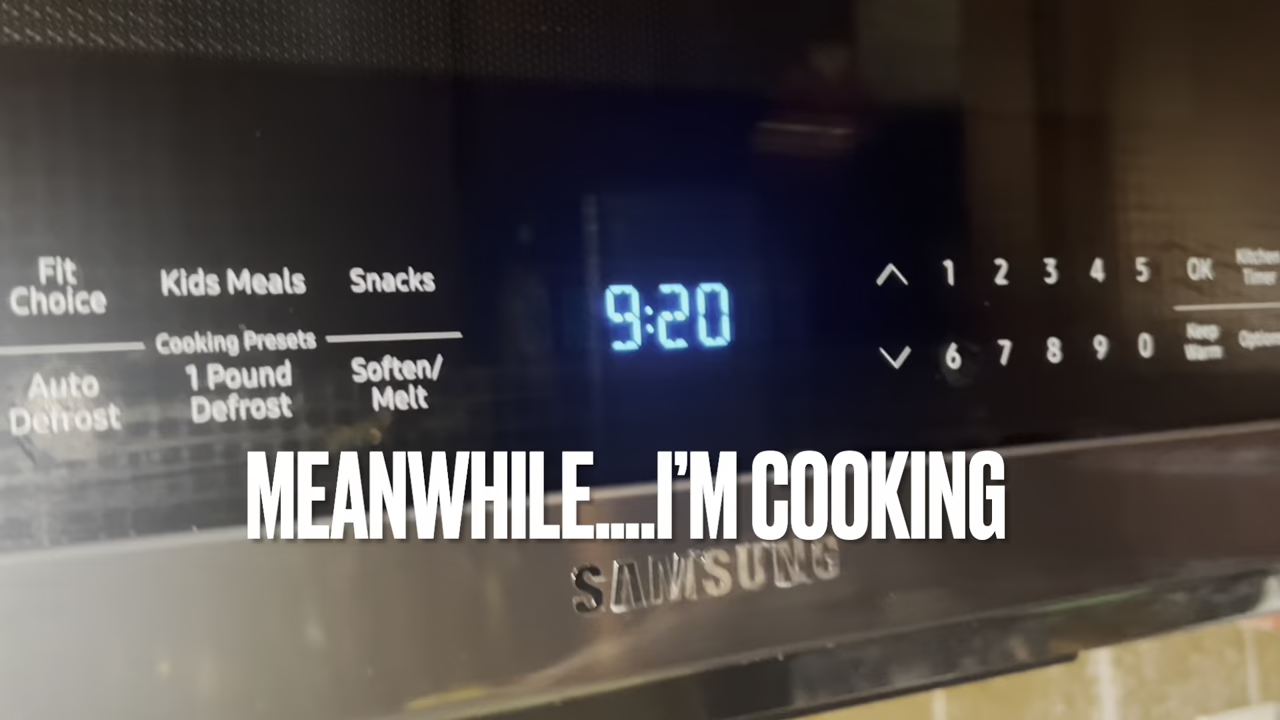 Fit
Choice
Kids Meals
Snacks
Cooking Presets
Auto
Defrost
1 Pound
Defrost
Soften/
Melt
9:20
1 2 3 4 5 OK
Kitchen
Timer
6 7 8 9 0
Keep
Warm
Option
MEANWHILE....I'M COOKING
SAMSUNG